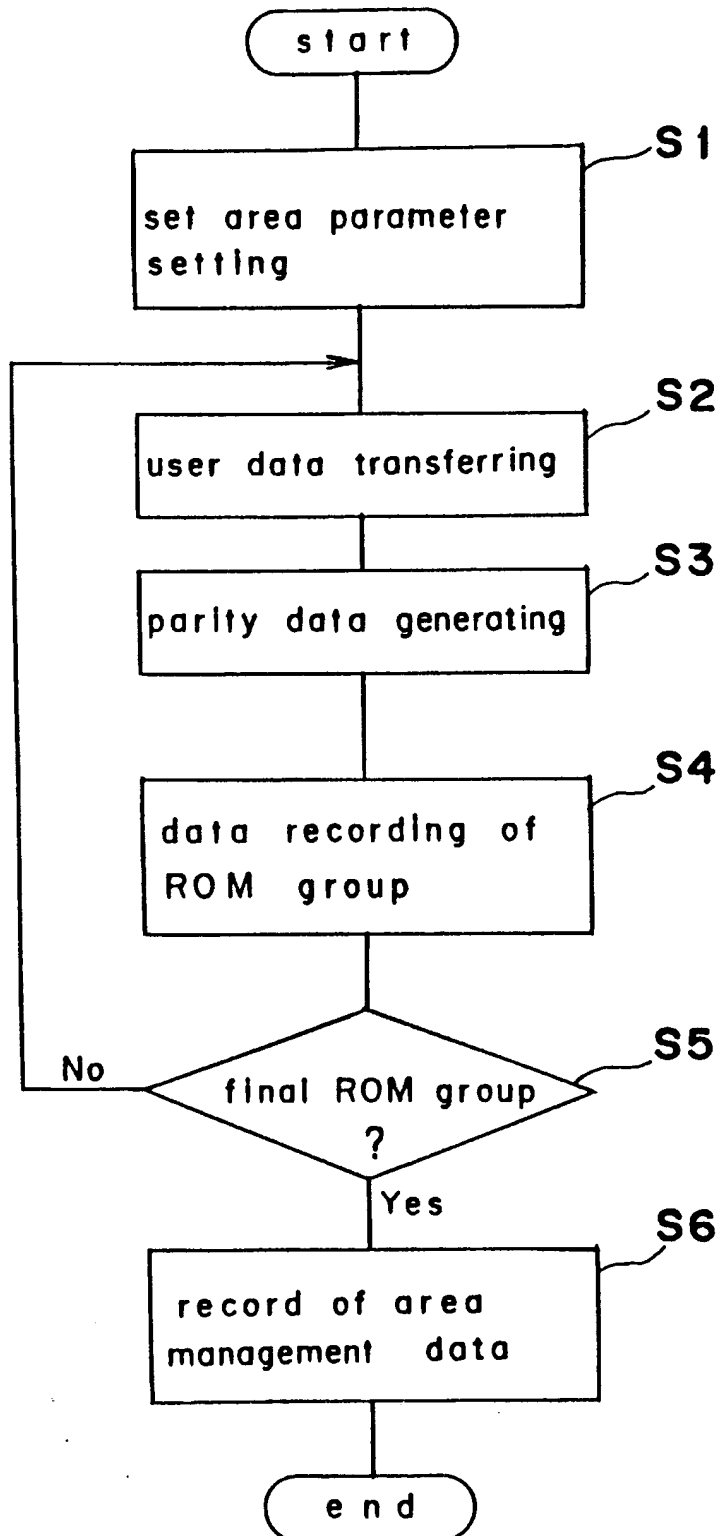 start
S1
set area parameter
setting
S2
user data transferring
S3
parity data generating
S4
data recording of
ROM group
S5
No
final ROM group
?
Yes
S6
record of area
management data
end